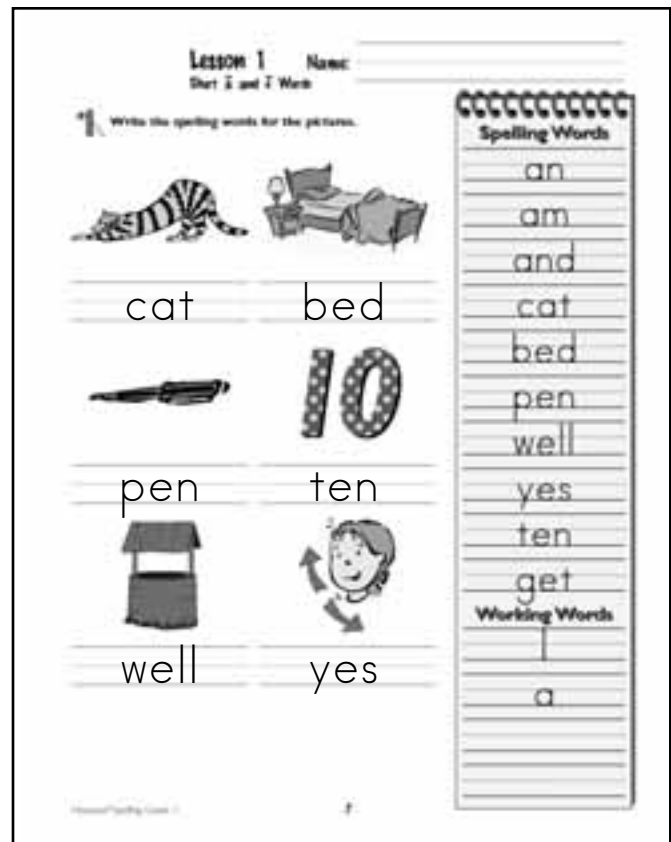 Lesson 1 Name:
Short ă and ĕ Words
Write the spelling words for the pictures.
cat bed
10
pen ten
well yes
Spelling Words
an
am
and
cat
bed
pen
well
yes
ten
get
Working Words
I
a